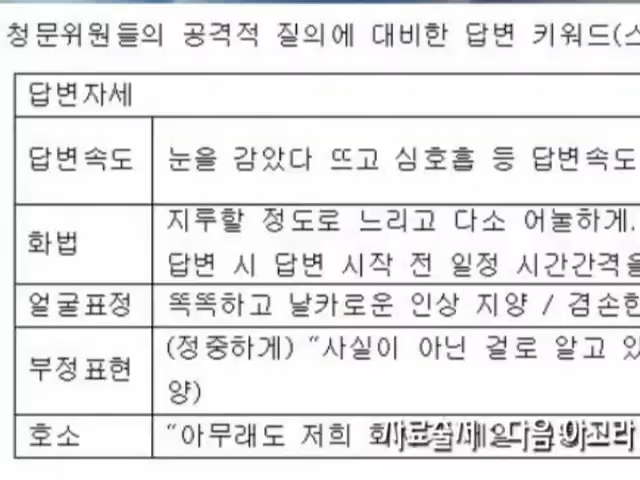 청문위원들의 공격적 질의에 대비한 답변 키워드(스
답변자세
답변속도 눈을 감았다 뜨고 심호흡 등 답변속도
화법 지루할 정도로 느리고 다소 어눌하게.
답변 시 답변 시작 전 일정 시간간격을
얼굴표정 똑똑하고 날카로운 인상 지양 / 겸손한
부정표현 (정중하게) “사실이 아닌 걸로 알고 있
양)
호소 “아무래도 저희
다음 아고라